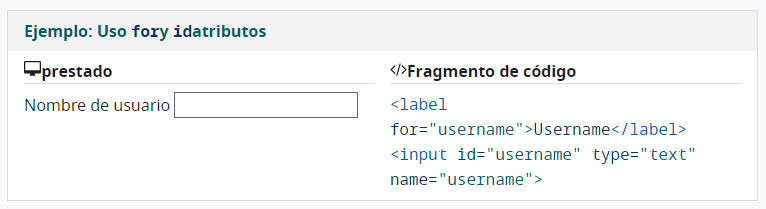 Ejemplo: Uso fory idatributos
prestado
Nombre de usuario
</>Fragmento de código
<label
for="username">Username</label>
<input id="username" type="text"
name="username">